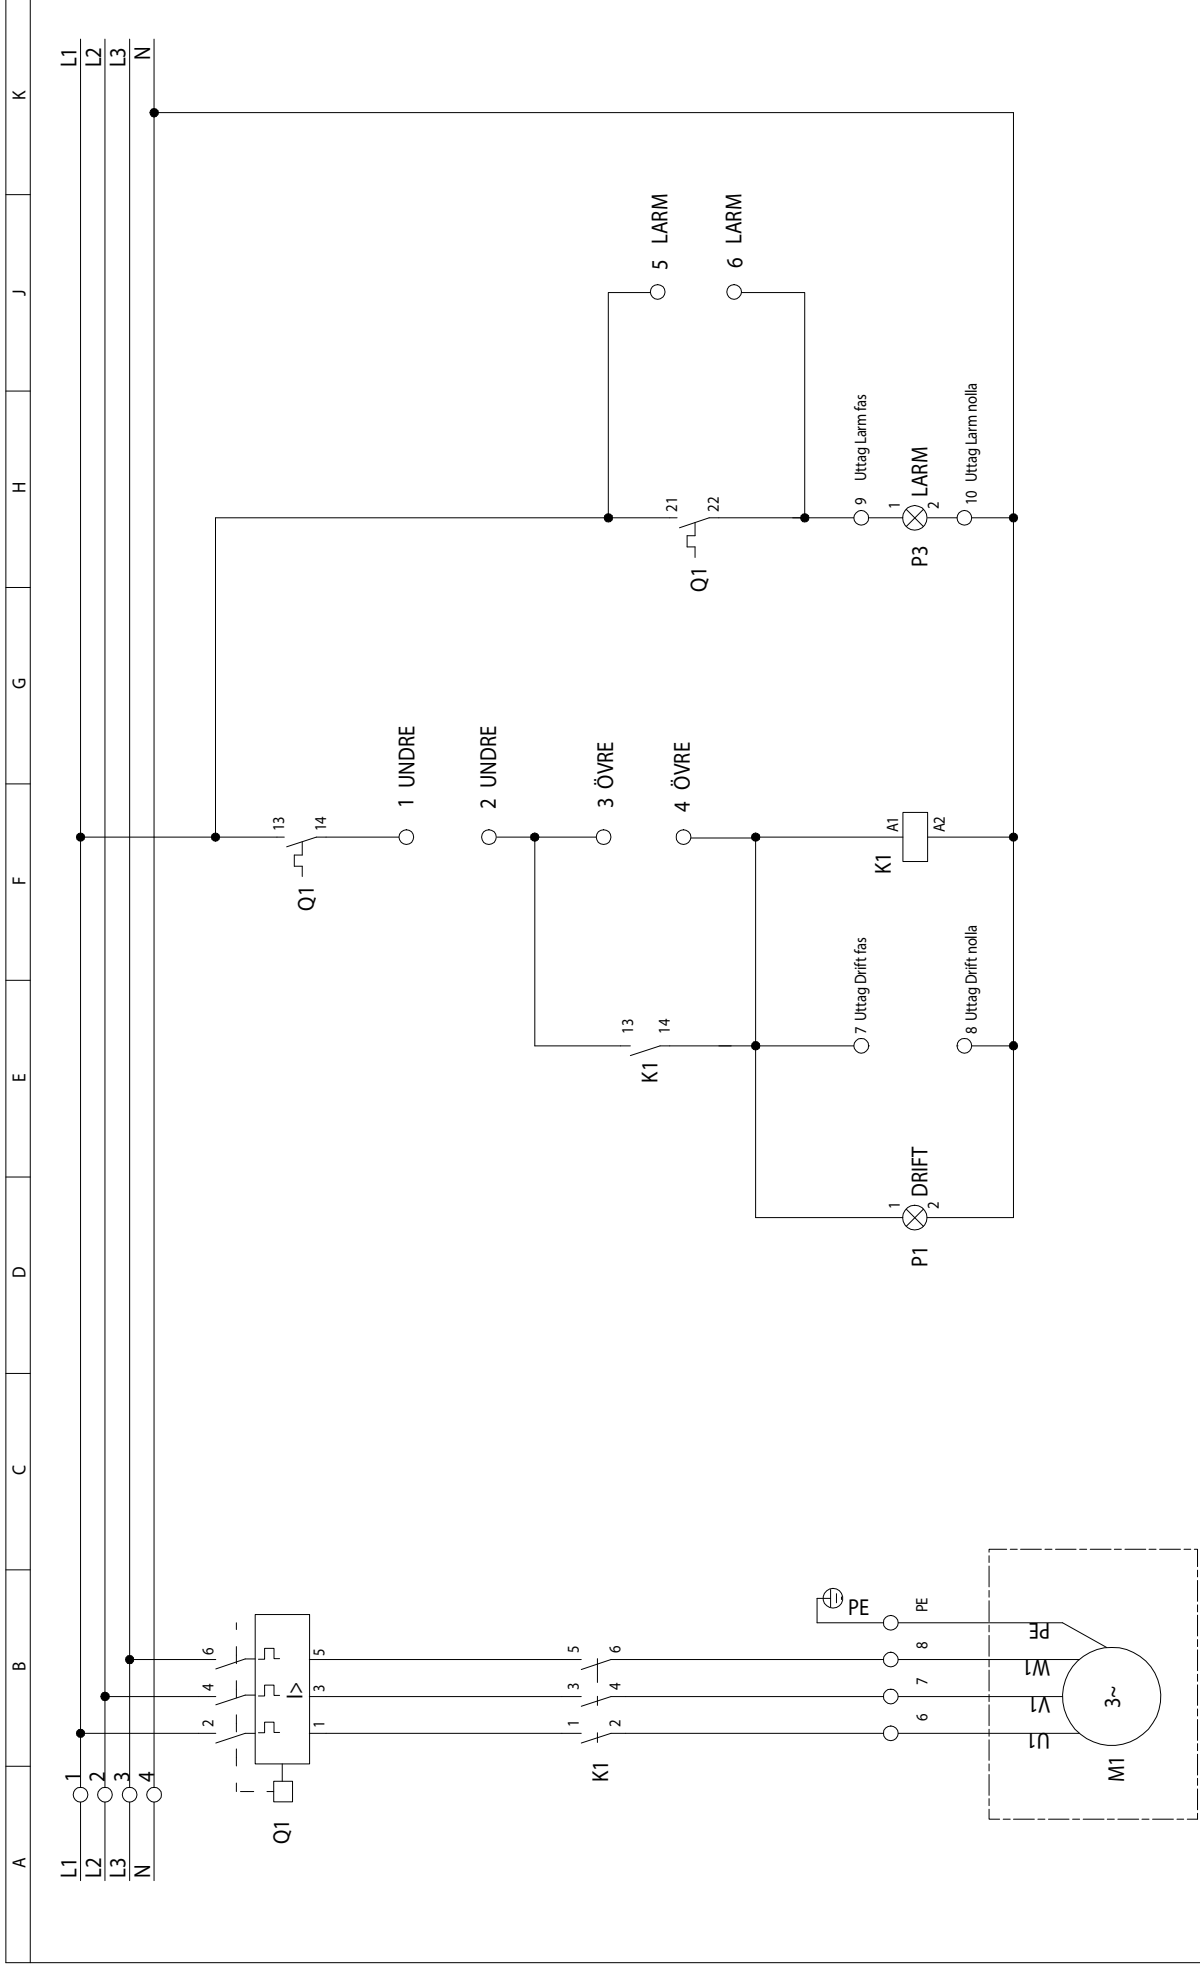 A
B
C
D
E
F
G
H
J
K
L1
L2
L3
N
1
2
3
4
L1
L2
L3
N
Q1
2
4
6
I>
1
3
5
K1
1
3
5
2
4
6
PE
6
7
8
PE
U1
V1
W1
PE
M1
3~
Q1
13
14
1 UNDRE
2 UNDRE
3 ÖVRE
4 ÖVRE
K1
13
14
7 Uttag Drift fas
8 Uttag Drift nolla
P1
1
2
DRIFT
K1
A1
A2
Q1
21
22
5 LARM
6 LARM
9 Uttag Larm fas
P3
1
2
LARM
10 Uttag Larm nolla